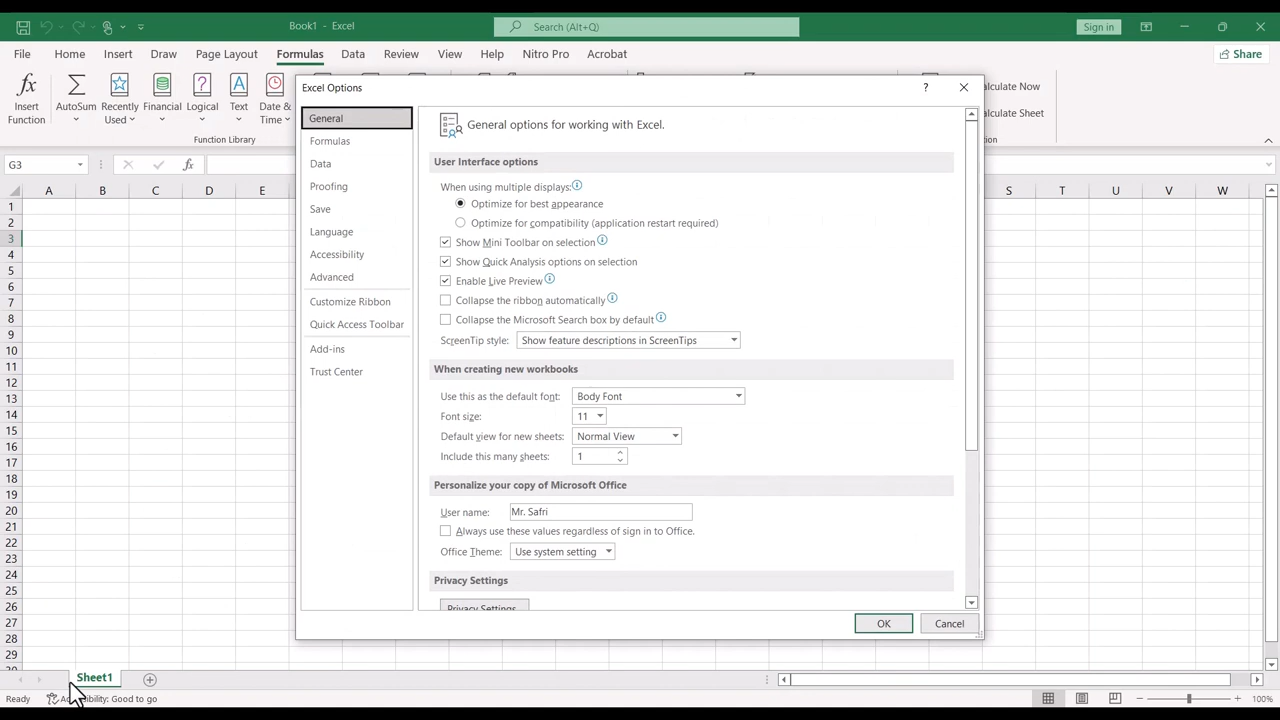 Book1 - Excel
Search (Alt+Q)
Sign in
File Home Insert Draw Page Layout Formulas Data Review View Help Nitro Pro Acrobat
Share
Insert Function
AutoSum
Recently Used
Financial
Logical
Text
Date & Time
Function Library
alculate Now
alculate Sheet
G3
fx
A B C D E S T U V W
1
2
3
4
5
6
7
8
9
10
11
12
13
14
15
16
17
18
19
20
21
22
23
24
25
26
27
28
29
Excel Options
?
General
Formulas
Data
Proofing
Save
Language
Accessibility
Advanced
Customize Ribbon
Quick Access Toolbar
Add-ins
Trust Center
General options for working with Excel.
User Interface options
When using multiple displays:
Optimize for best appearance
Optimize for compatibility (application restart required)
Show Mini Toolbar on selection
Show Quick Analysis options on selection
Enable Live Preview
Collapse the ribbon automatically
Collapse the Microsoft Search box by default
ScreenTip style: Show feature descriptions in ScreenTips
When creating new workbooks
Use this as the default font: Body Font
Font size: 11
Default view for new sheets: Normal View
Include this many sheets: 1
Personalize your copy of Microsoft Office
User name: Mr. Safri
Always use these values regardless of sign in to Office.
Office Theme: Use system setting
Privacy Settings
Privacy Settings
OK Cancel
Sheet1
Ready
bility: Good to go
100%